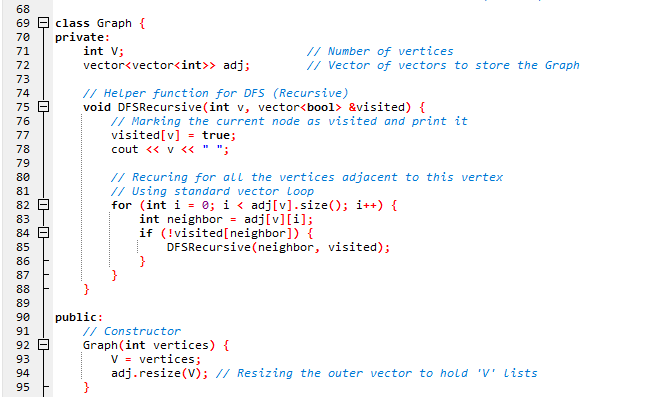 68
69 class Graph {
70 private:
71     int V;                          // Number of vertices
72     vector<vector<int>> adj;        // Vector of vectors to store the Graph
73
74     // Helper function for DFS (Recursive)
75     void DFSRecursive(int v, vector<bool> &visited) {
76         // Marking the current node as visited and print it
77         visited[v] = true;
78         cout << v << " ";
79
80         // Recuring for all the vertices adjacent to this vertex
81         // Using standard vector loop
82         for (int i = 0; i < adj[v].size(); i++) {
83             int neighbor = adj[v][i];
84             if (!visited[neighbor]) {
85                 DFSRecursive(neighbor, visited);
86             }
87         }
88     }
89
90 public:
91     // Constructor
92     Graph(int vertices) {
93         V = vertices;
94         adj.resize(V); // Resizing the outer vector to hold 'V' lists
95     }